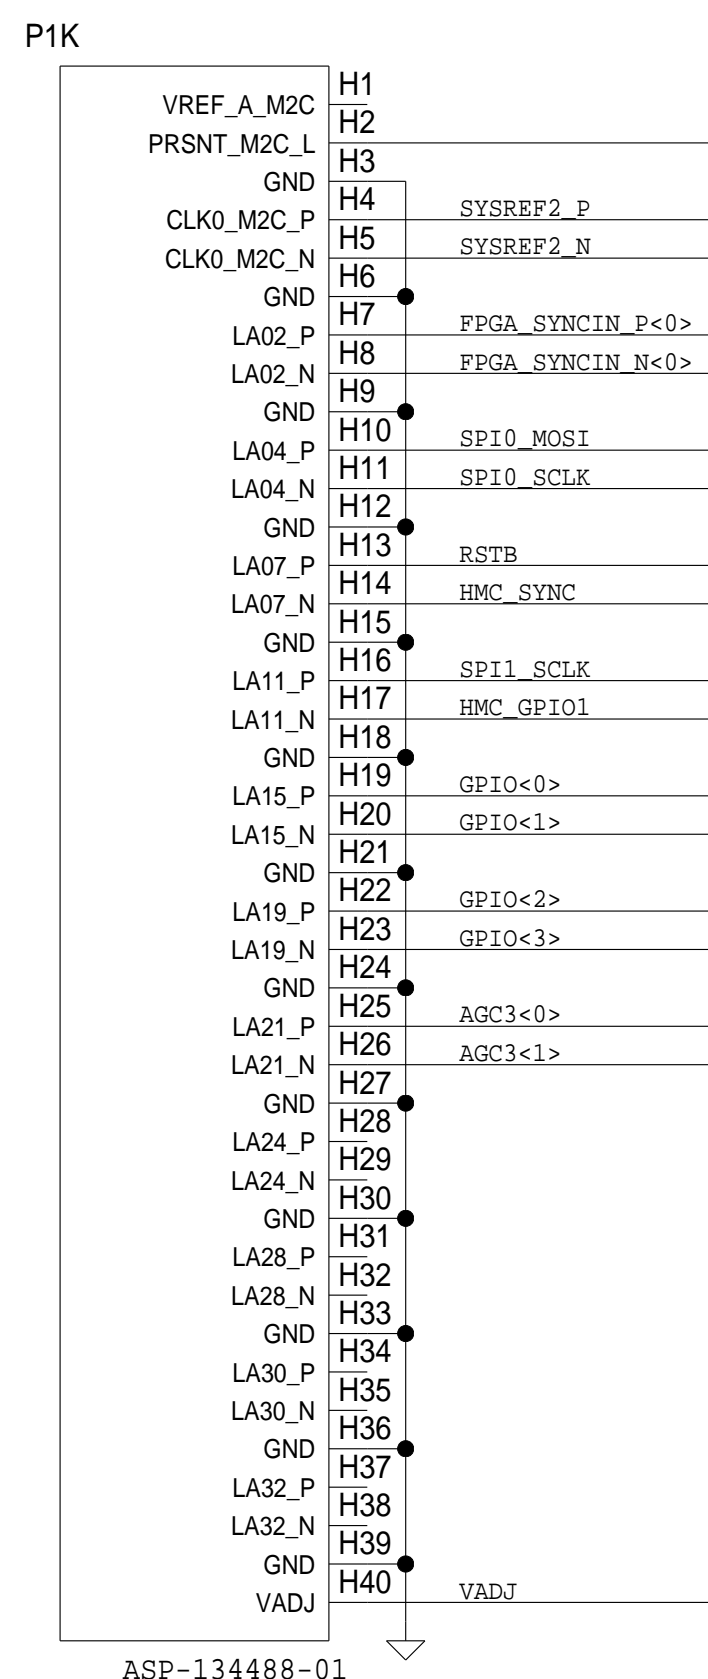 P1K
VREF_A_M2C H1
PRSNT_M2C_L H2
GND H3
CLK0_M2C_P H4 SYSREF2_P
CLK0_M2C_N H5 SYSREF2_N
GND H6
LA02_P H7 FPGA_SYNCIN_P<0>
LA02_N H8 FPGA_SYNCIN_N<0>
GND H9
LA04_P H10 SPI0_MOSI
LA04_N H11 SPI0_SCLK
GND H12
LA07_P H13 RSTB
LA07_N H14 HMC_SYNC
GND H15
LA11_P H16 SPI1_SCLK
LA11_N H17 HMC_GPIO1
GND H18
LA15_P H19 GPIO<0>
LA15_N H20 GPIO<1>
GND H21
LA19_P H22 GPIO<2>
LA19_N H23 GPIO<3>
GND H24
LA21_P H25 AGC3<0>
LA21_N H26 AGC3<1>
GND H27
LA24_P H28
LA24_N H29
GND H30
LA28_P H31
LA28_N H32
GND H33
LA30_P H34
LA30_N H35
GND H36
LA32_P H37
LA32_N H38
GND H39
VADJ H40 VADJ
ASP-134488-01